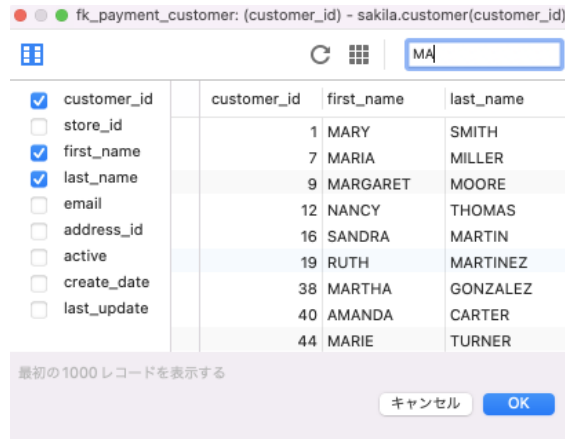 fk_payment_customer: (customer_id) - sakila.customer(customer_id)
MA
customer_id
store_id
first_name
last_name
email
address_id
active
create_date
last_update
customer_id first_name last_name
1 MARY SMITH
7 MARIA MILLER
9 MARGARET MOORE
12 NANCY THOMAS
16 SANDRA MARTIN
19 RUTH MARTINEZ
38 MARTHA GONZALEZ
40 AMANDA CARTER
44 MARIE TURNER
最初の1000レコードを表示する
キャンセル OK